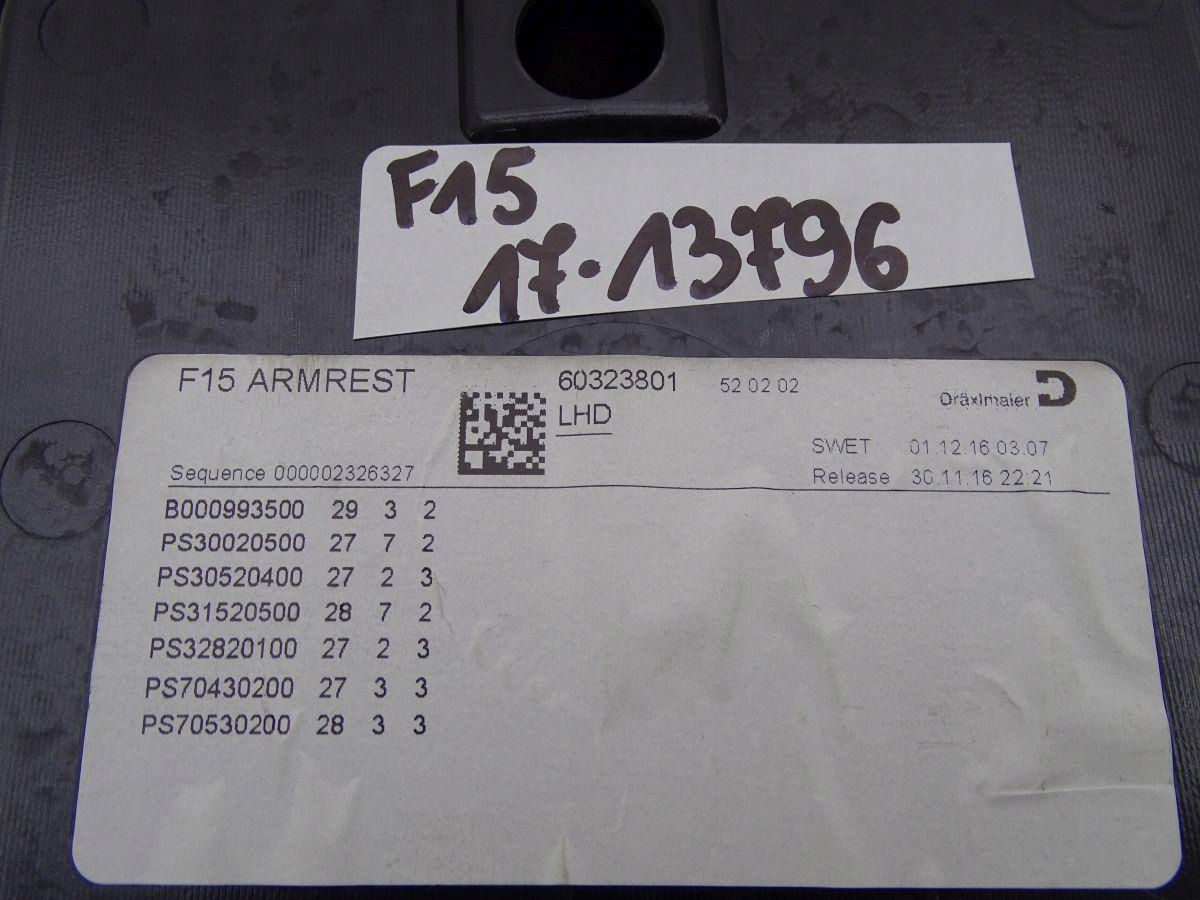 F15
17-13796
F15 ARMREST 60323801 52 02 02 Dräxlmaier
LHD
SWET 01.12.16 03:07
Sequence 000002326327 Release 30.11.16 22:21
B000993500 29 3 2
PS30020500 27 7 2
PS30520400 27 2 3
PS31520500 28 7 2
PS32820100 27 2 3
PS70430200 27 3 3
PS70530200 28 3 3